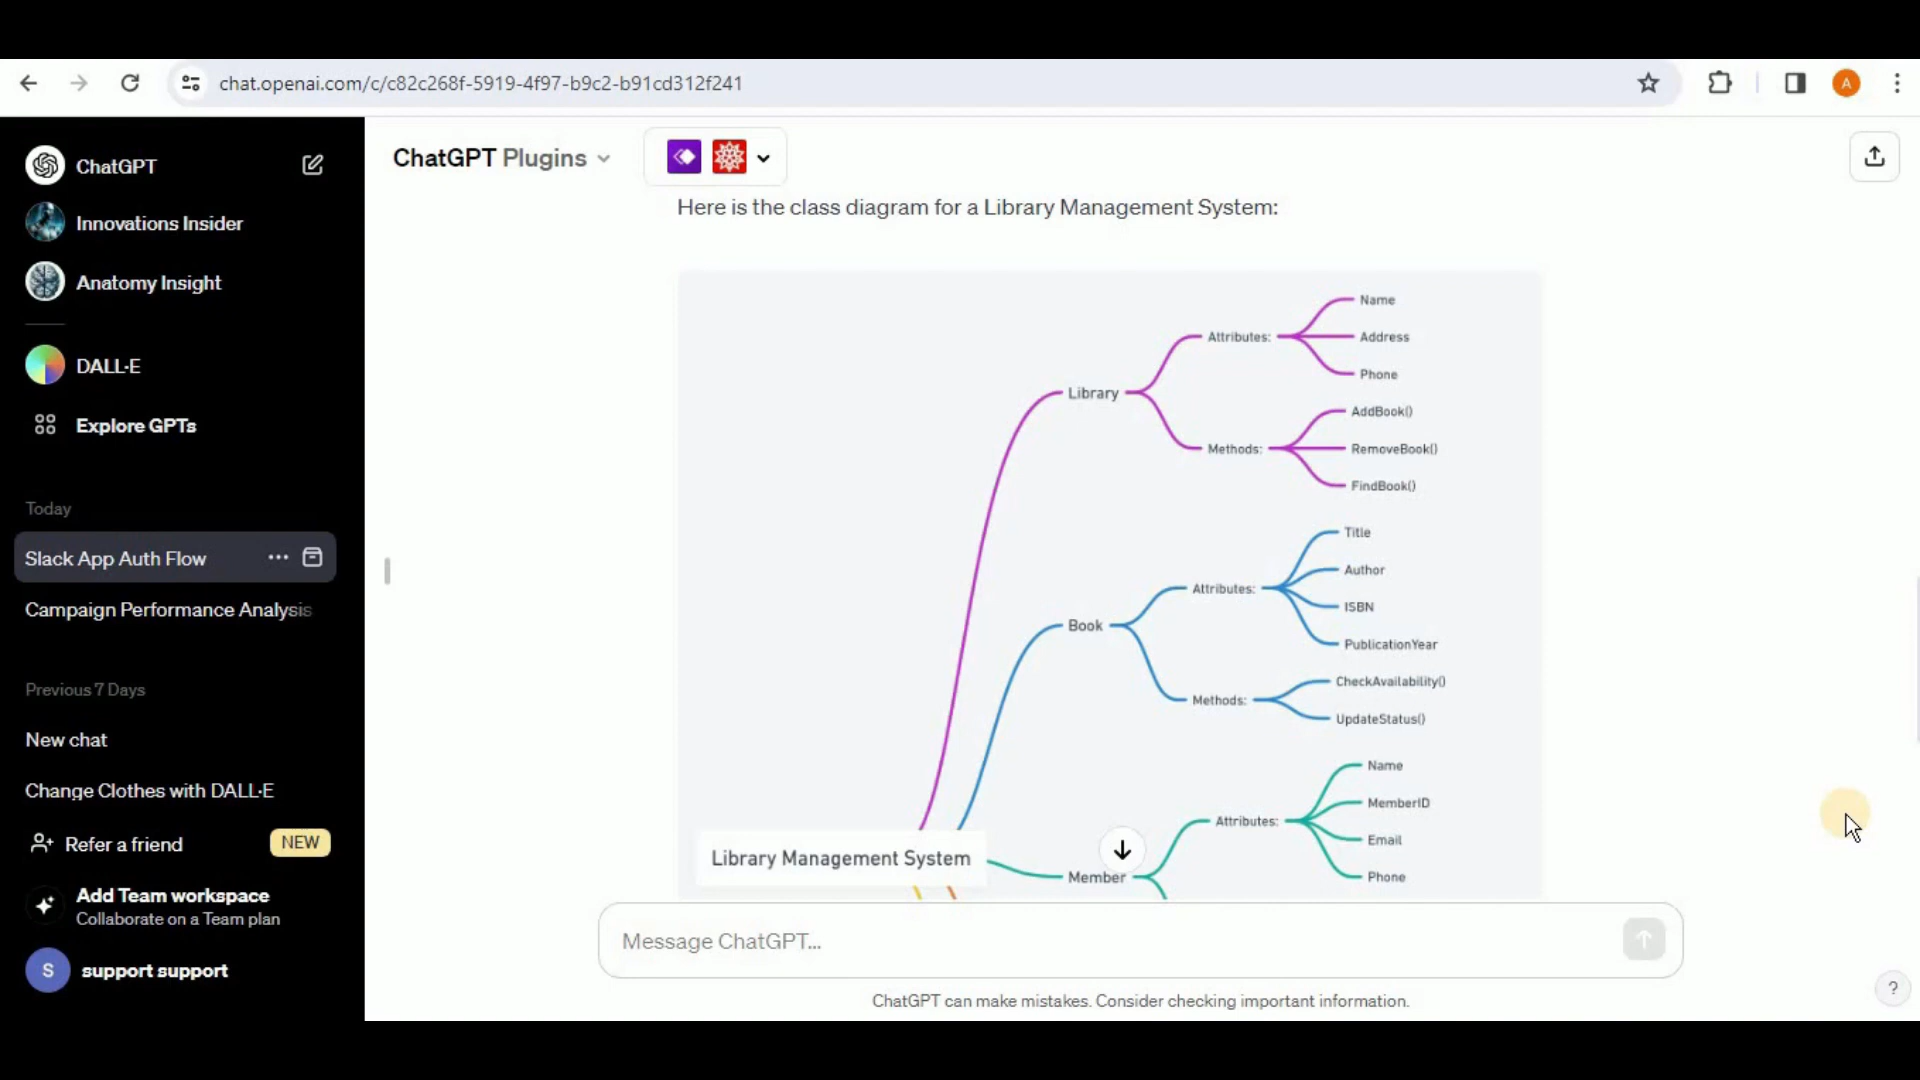 chat.openai.com/c/c82c268f-5919-4f97-b9c2-b91cd312f241
A
ChatGPT
Innovations Insider
Anatomy Insight
DALL·E
Explore GPTs
Today
Slack App Auth Flow
Campaign Performance Analysis
Previous 7 Days
New chat
Change Clothes with DALL·E
Refer a friend NEW
Add Team workspace
Collaborate on a Team plan
S support support
ChatGPT Plugins
Here is the class diagram for a Library Management System:
Library Management System
Library
Attributes:
Name
Address
Phone
Methods:
AddBook()
RemoveBook()
FindBook()
Book
Attributes:
Title
Author
ISBN
PublicationYear
Methods:
CheckAvailability()
UpdateStatus()
Member
Attributes:
Name
MemberID
Email
Phone
Message ChatGPT...
ChatGPT can make mistakes. Consider checking important information.
?